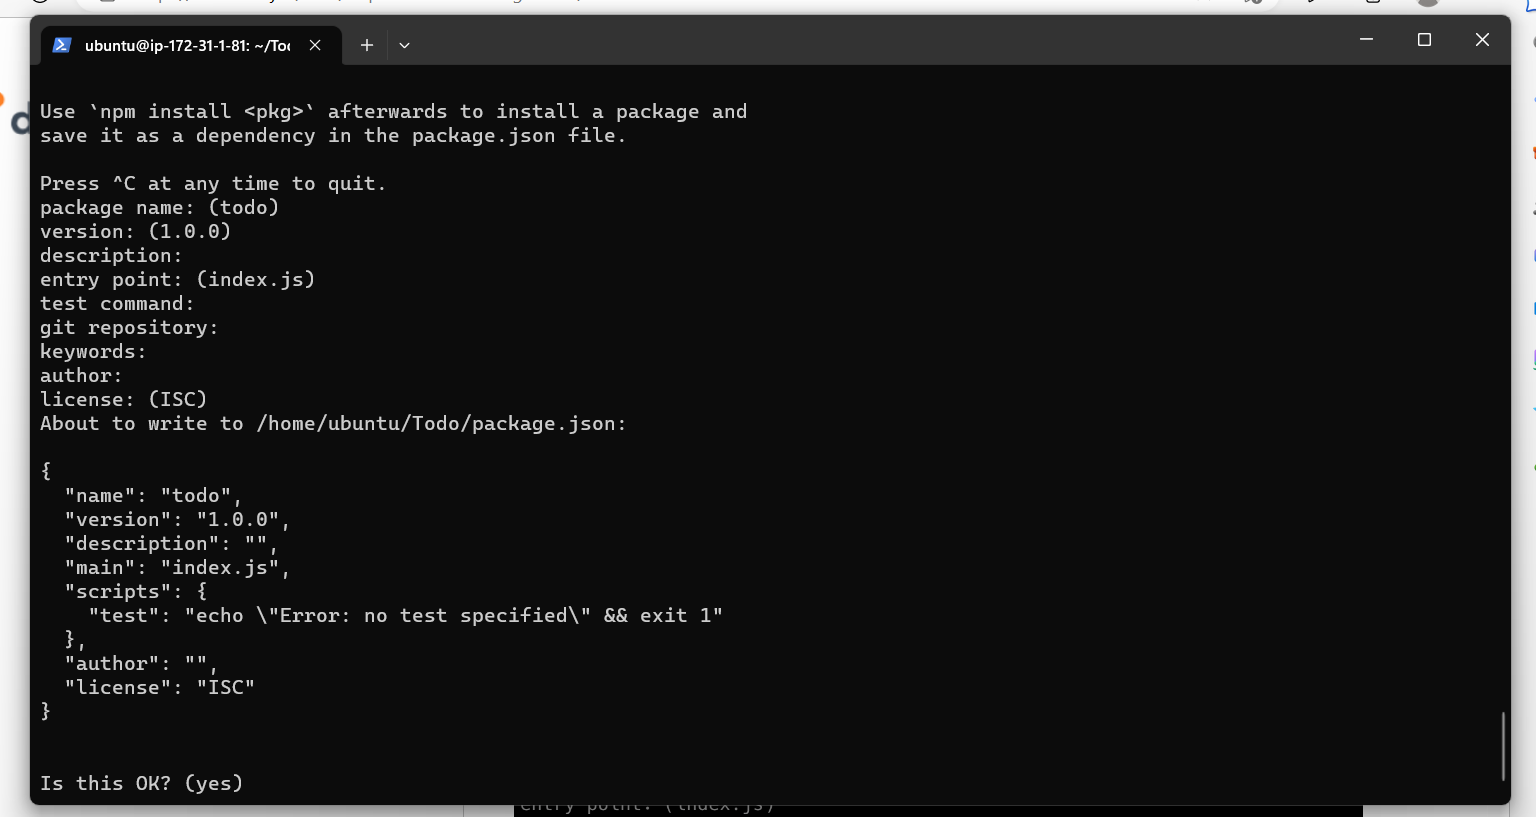 ubuntu@ip-172-31-1-81: ~/Too
Use `npm install <pkg>` afterwards to install a package and
save it as a dependency in the package.json file.
Press ^C at any time to quit.
package name: (todo)
version: (1.0.0)
description:
entry point: (index.js)
test command:
git repository:
keywords:
author:
license: (ISC)
About to write to /home/ubuntu/Todo/package.json:
{
"name": "todo",
"version": "1.0.0",
"description": "",
"main": "index.js",
"scripts": {
"test": "echo \"Error: no test specified\" && exit 1"
},
"author": "",
"license": "ISC"
}
Is this OK? (yes)
entry point: (index.js)